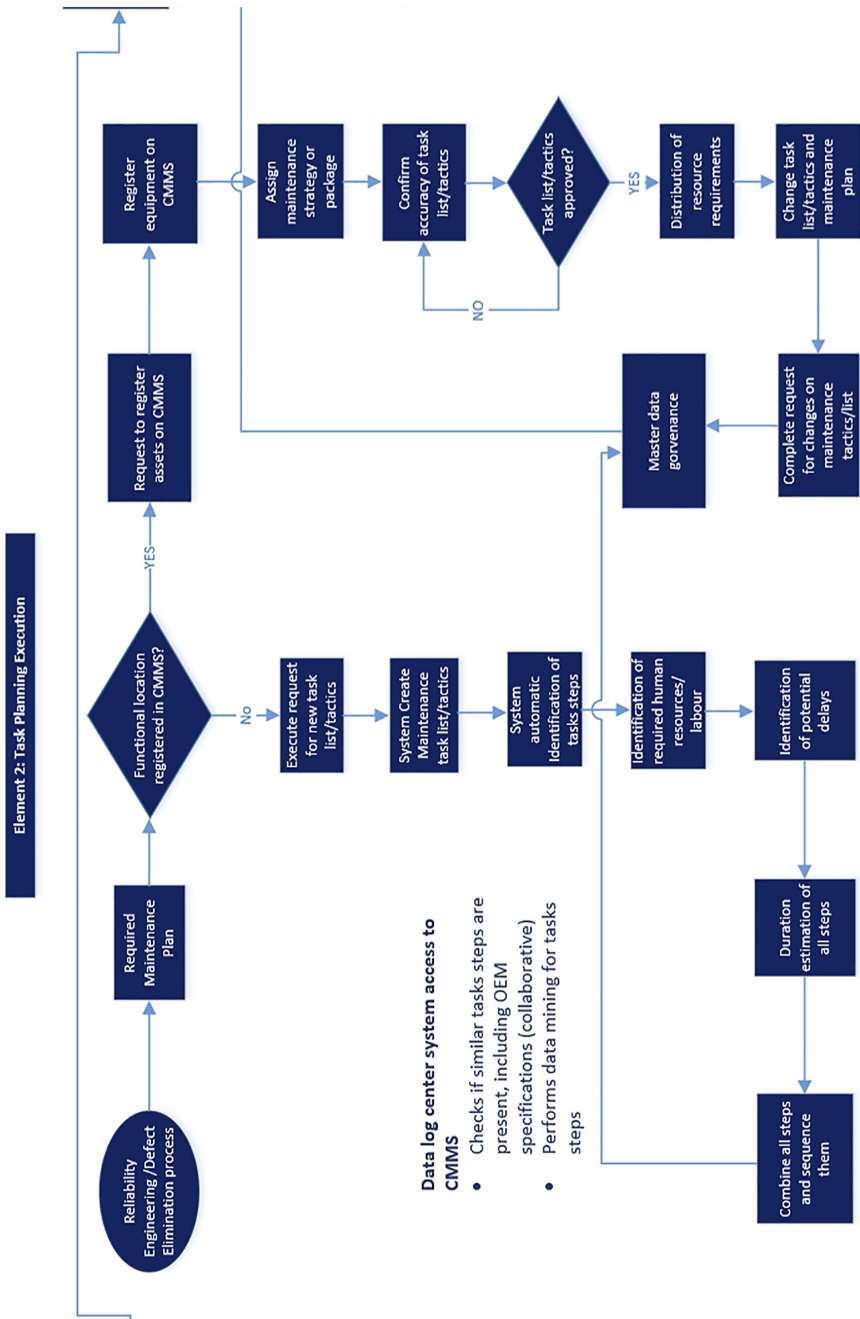 Element 2: Task Planning Execution
Reliability
Engineering /Defect
Elimination process
Required
Maintenance
Plan
Functional location
registered in CMMS?
YES
Request to register
assets on CMMS
Register
equipment on
CMMS
No
Execute request
for new task
list/tactics
System Create
Maintenance
task list/tactics
System
automatic
Identification of
tasks steps
Identification of
required human
resources/
labour
Identification
of potential
delays
Duration
estimation of
all steps
Combine all steps
and sequence
them
Data log center system access to
CMMS
• Checks if similar tasks steps are
present, including OEM
specifications (collaborative)
• Performs data mining for tasks
steps
Assign
maintenance
strategy or
package
Confirm
accuracy of task
list/tactics
Task list/tactics
approved?
NO
YES
Distribution of
resource
requirements
Change task
list/tactics and
maintenance
plan
Complete request
for changes on
maintenance
tactics/list
Master data
gorvenance